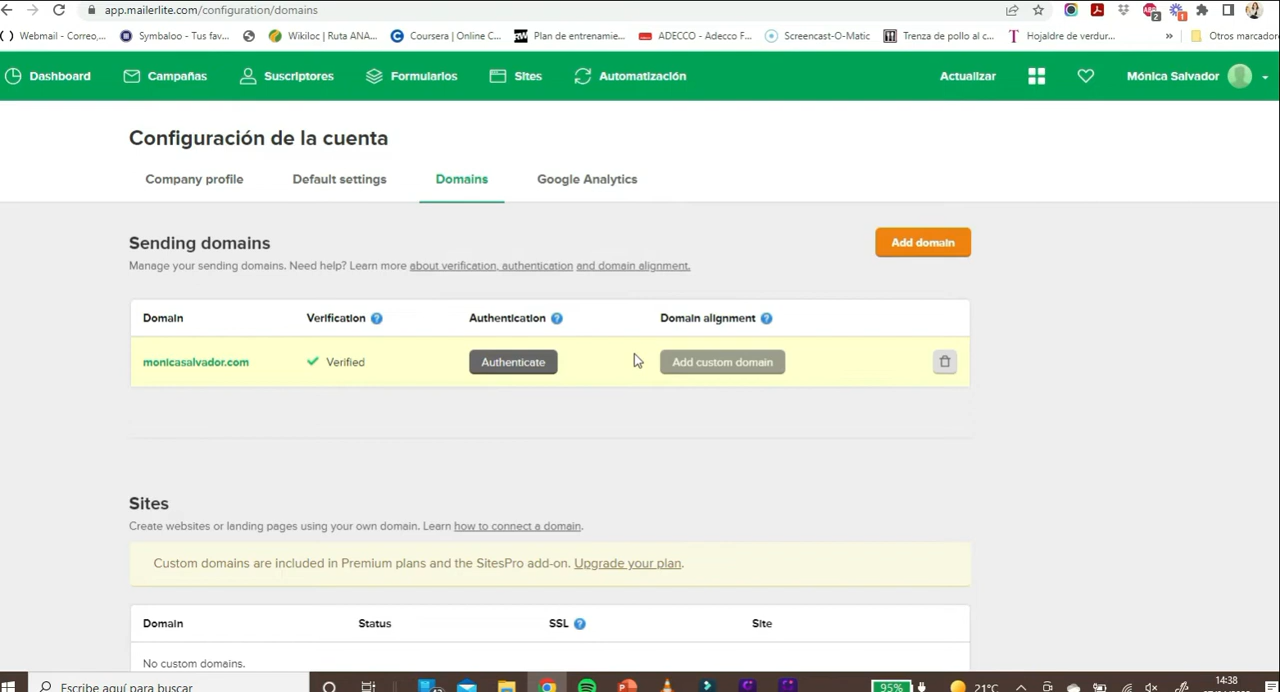 app.mailerlite.com/configuration/domains
Webmail - Correo,... Symbaloo - Tus fav... Wikiloc | Ruta ANA... Coursera | Online C... RW Plan de entrenamie... ADECCO - Adecco F... Screencast-O-Matic Trenza de pollo al c... T Hojaldre de verdur... » Otros marcador
Dashboard Campañas Suscriptores Formularios Sites Automatización Actualizar Mónica Salvador
Configuración de la cuenta
Company profile Default settings Domains Google Analytics
Sending domains Add domain
Manage your sending domains. Need help? Learn more about verification, authentication and domain alignment.
Domain Verification ? Authentication ? Domain alignment ?
monicasalvador.com Verified Authenticate Add custom domain
Sites
Create websites or landing pages using your own domain. Learn how to connect a domain.
Custom domains are included in Premium plans and the SitesPro add-on. Upgrade your plan.
Domain Status SSL ? Site
No custom domains.
Escribe aquí para buscar 95% 21°C 14:38